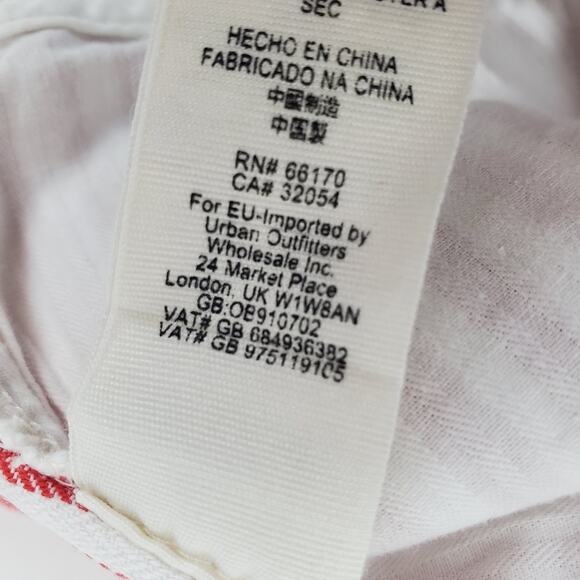 A
SEC
HECHO EN CHINA
FABRICADO NA CHINA
中國制造
中国製
RN# 66170
CA# 32054
For EU-Imported by
Urban Outfitters
Wholesale Inc.
24 Market Place
London, UK W1W8AN
GB:OB910702
VAT# GB 684936382
VAT# GB 975119105